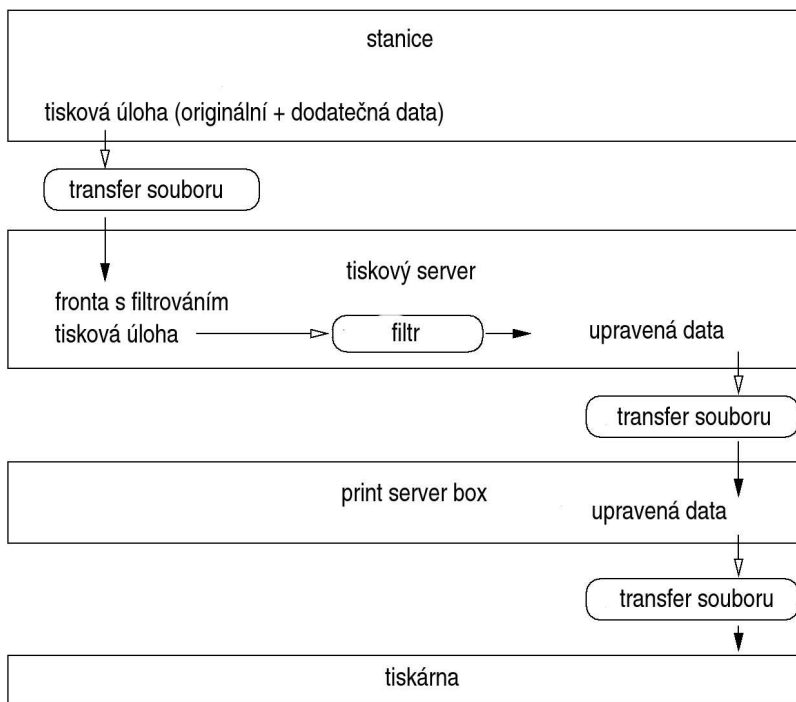 stanice
tisková úloha (originální + dodatečná data)
transfer souboru
tiskový server
fronta s filtrováním
tisková úloha
filtr
upravená data
transfer souboru
print server box
upravená data
transfer souboru
tiskárna